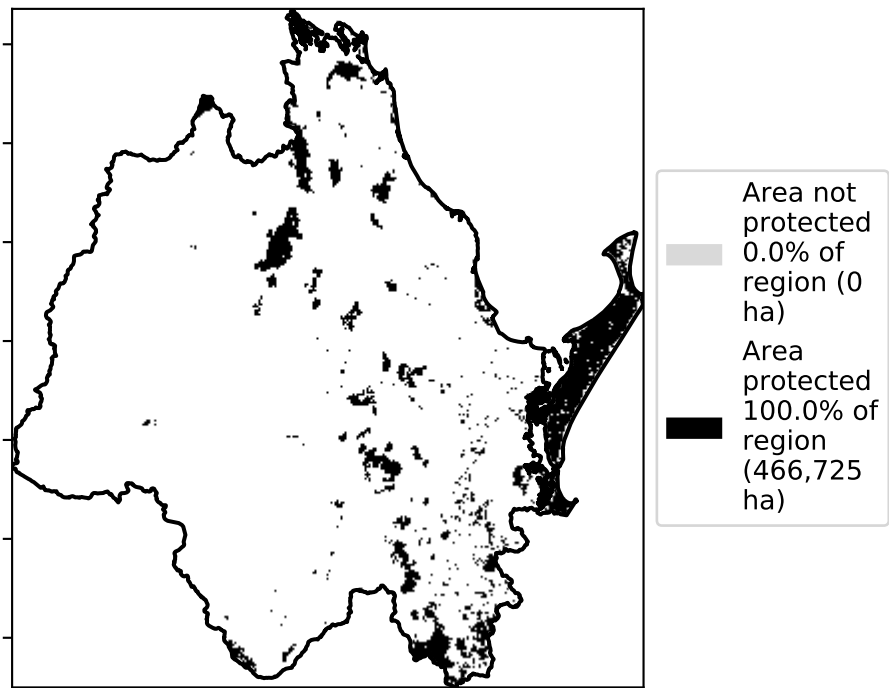 Area not
protected
0.0% of
region (0
ha)
Area
protected
100.0% of
region
(466,725
ha)